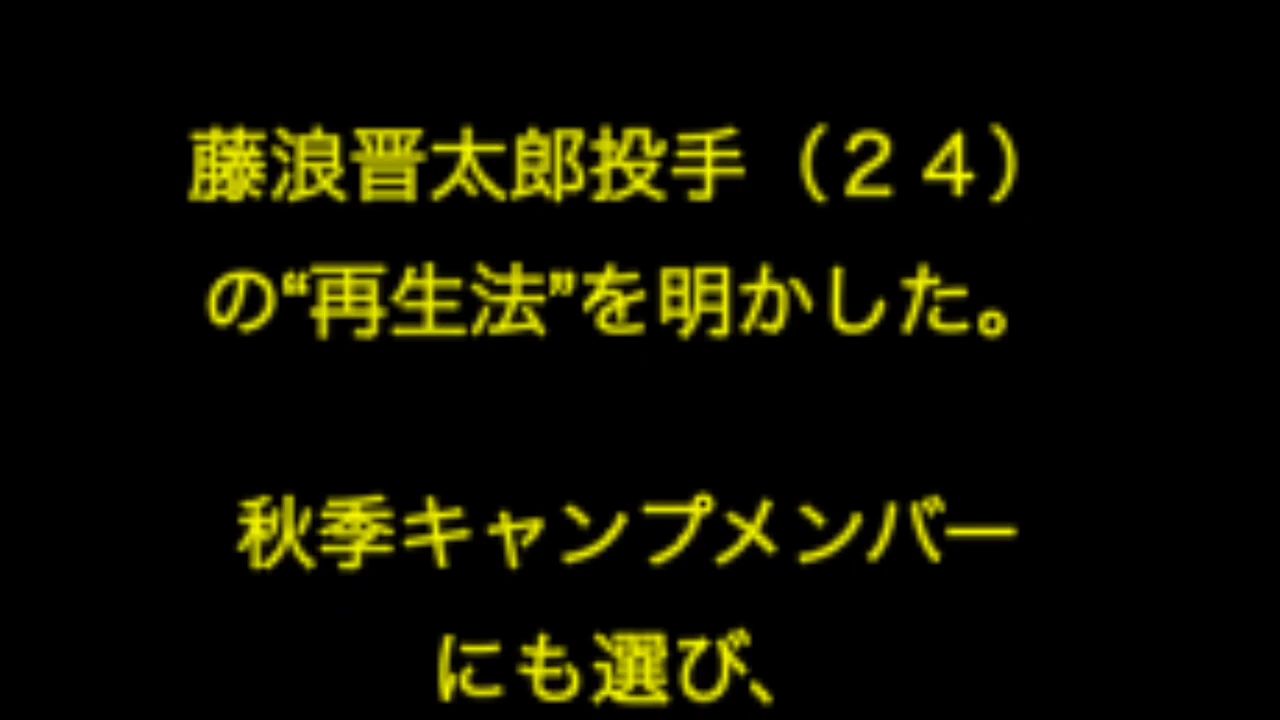 藤浪晋太郎投手（２４）
の“再生法”を明かした。
秋季キャンプメンバー
にも選び、